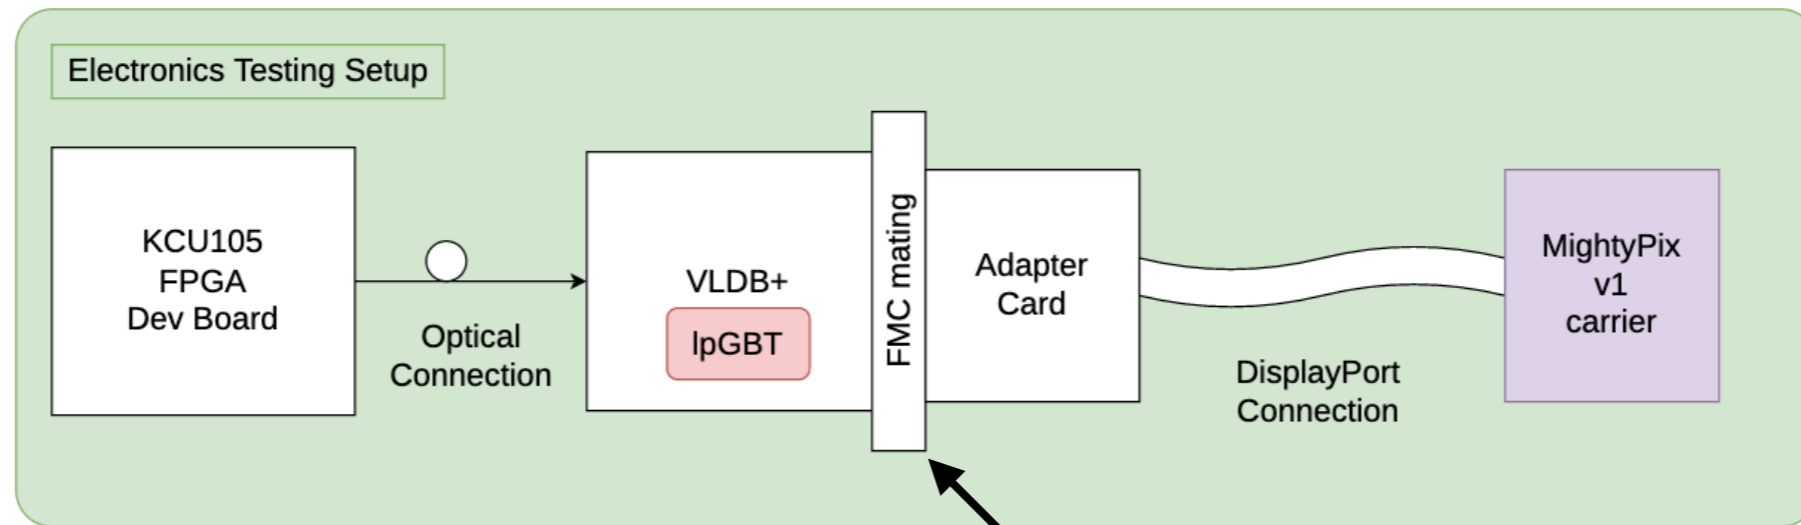 Electronics Testing Setup
KCU105
FPGA
Dev Board
Optical
Connection
VLDB+
lpGBT
FMC mating
Adapter
Card
DisplayPort
Connection
MightyPix
v1
carrier